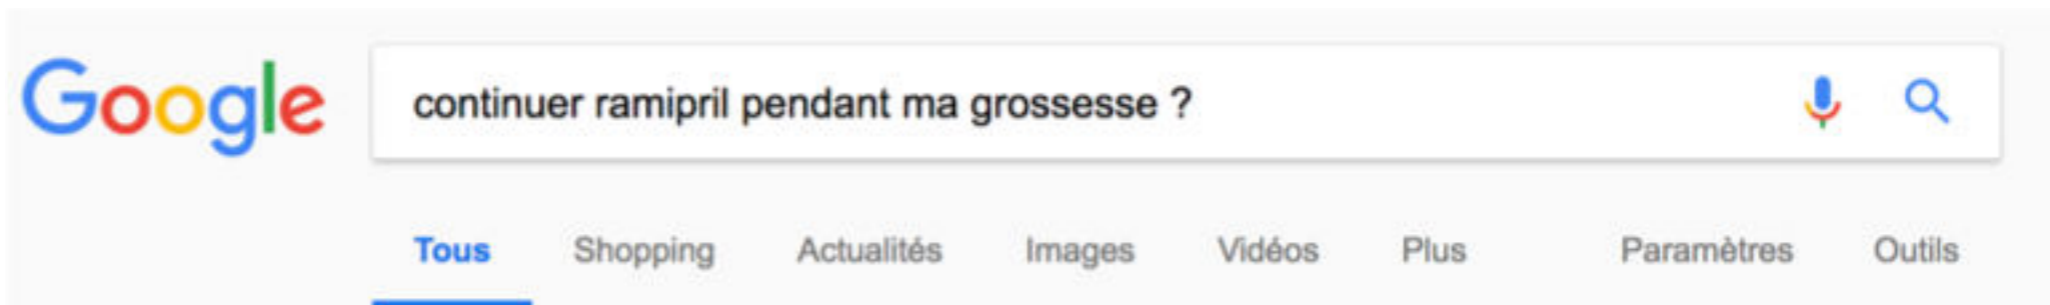 Google continuer ramipril pendant ma grossesse ?
Tous Shopping Actualités Images Vidéos Plus Paramètres Outils